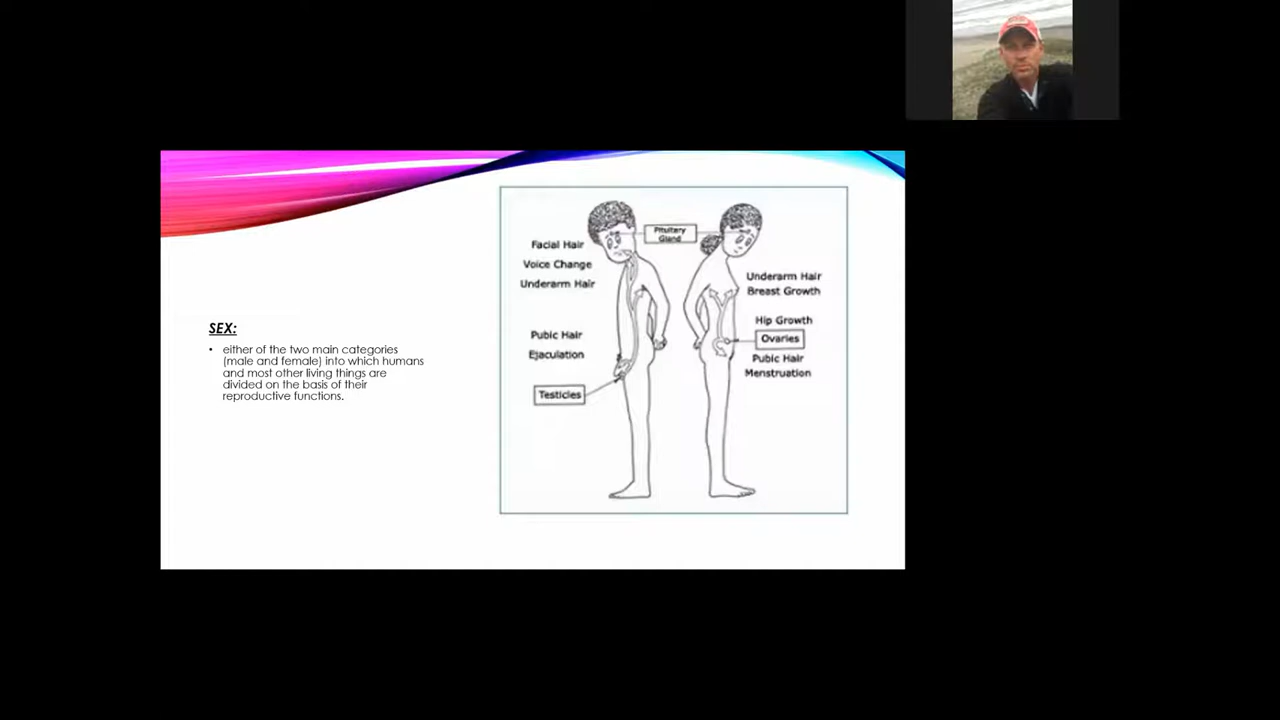 SEX:
• either of the two main categories
(male and female) into which humans
and most other living things are
divided on the basis of their
reproductive functions.
Facial Hair
Voice Change
Underarm Hair
Pubic Hair
Ejaculation
Testicles
Pituitary
Gland
Underarm Hair
Breast Growth
Hip Growth
Ovaries
Pubic Hair
Menstruation